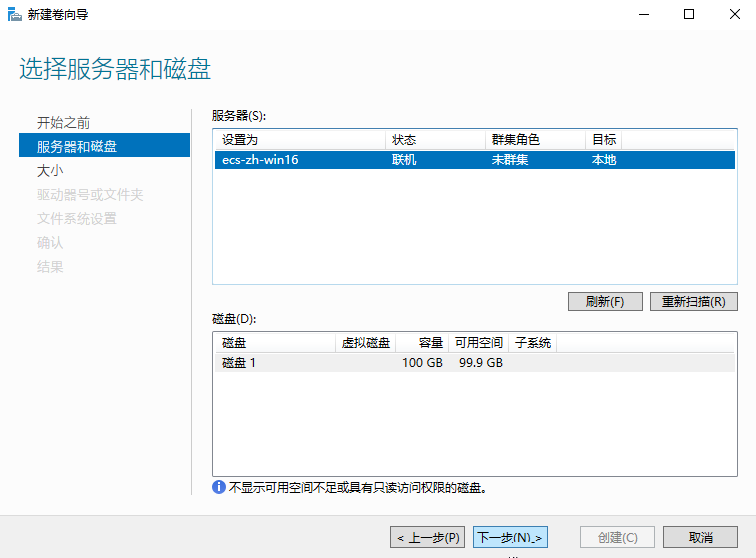 新建卷向导
选择服务器和磁盘
开始之前
服务器和磁盘
大小
驱动器号或文件夹
文件系统设置
确认
结果
服务器(S):
设置为 状态 群集角色 目标
ecs-zh-win16 联机 未群集 本地
刷新(F) 重新扫描(R)
磁盘(D):
磁盘 虚拟磁盘 容量 可用空间 子系统
磁盘 1 100 GB 99.9 GB
不显示可用空间不足或具有只读访问权限的磁盘。
< 上一步(P) 下一步(N) > 创建(C) 取消